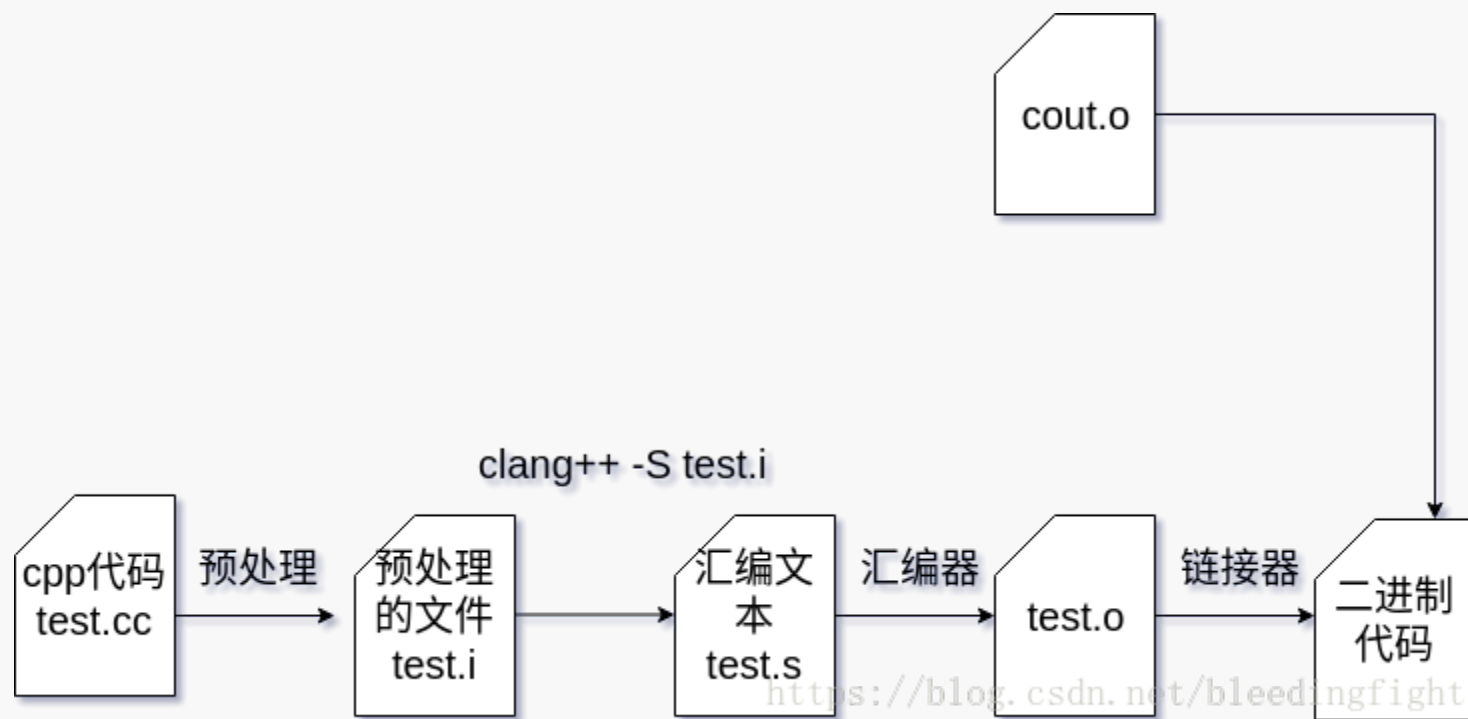 cout.o
clang++ -S test.i
cpp代码
test.cc
预处理
预处理
的文件
test.i
汇编文
本
test.s
汇编器
test.o
链接器
二进制
代码
https://blog.csdn.net/bleedingfight